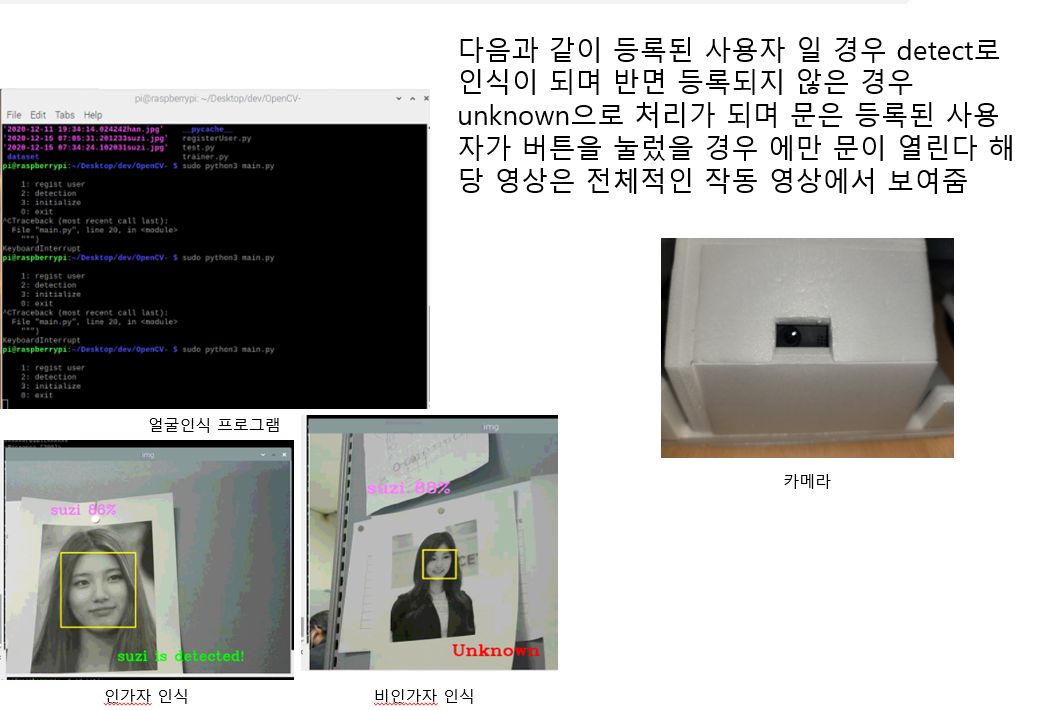 다음과 같이 등록된 사용자 일 경우 detect로
인식이 되며 반면 등록되지 않은 경우
unknown으로 처리가 되며 문은 등록된 사용
자가 버튼을 눌렀을 경우 에만 문이 열린다 해
당 영상은 전체적인 작동 영상에서 보여줌
pi@raspberrypi: ~/Desktop/dev/OpenCV-
File Edit Tabs Help
'2020-12-11 19:34:14.024242han.jpg' __pycache__
'2020-12-15 07:05:31.201233suzi.jpg' registerUser.py
'2020-12-15 07:34:24.102031suzi.jpg' test.py
dataset trainer.py
pi@raspberrypi:~/Desktop/dev/OpenCV- $ sudo python3 main.py
1: regist user
2: detection
3: initialize
0: exit
^CTraceback (most recent call last):
File "main.py", line 20, in <module>
""")
KeyboardInterrupt
pi@raspberrypi:~/Desktop/dev/OpenCV- $ sudo python3 main.py
1: regist user
2: detection
3: initialize
0: exit
^CTraceback (most recent call last):
File "main.py", line 20, in <module>
""")
KeyboardInterrupt
pi@raspberrypi:~/Desktop/dev/OpenCV- $ sudo python3 main.py
1: regist user
2: detection
3: initialize
0: exit
얼굴인식 프로그램
img
suzi 86%
suzi is detected!
인가자 인식
img
suzi 88%
Unknown
비인가자 인식
카메라